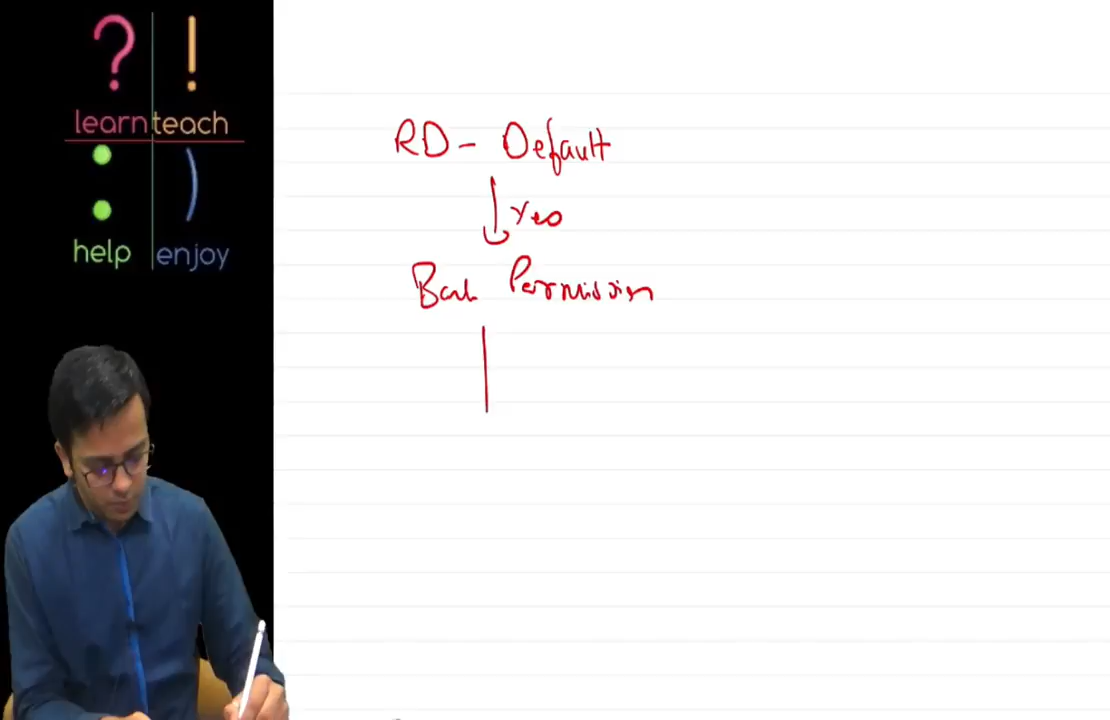 ? !
learn teach
: )
help enjoy
RD - Default
Yes
Bank Permission